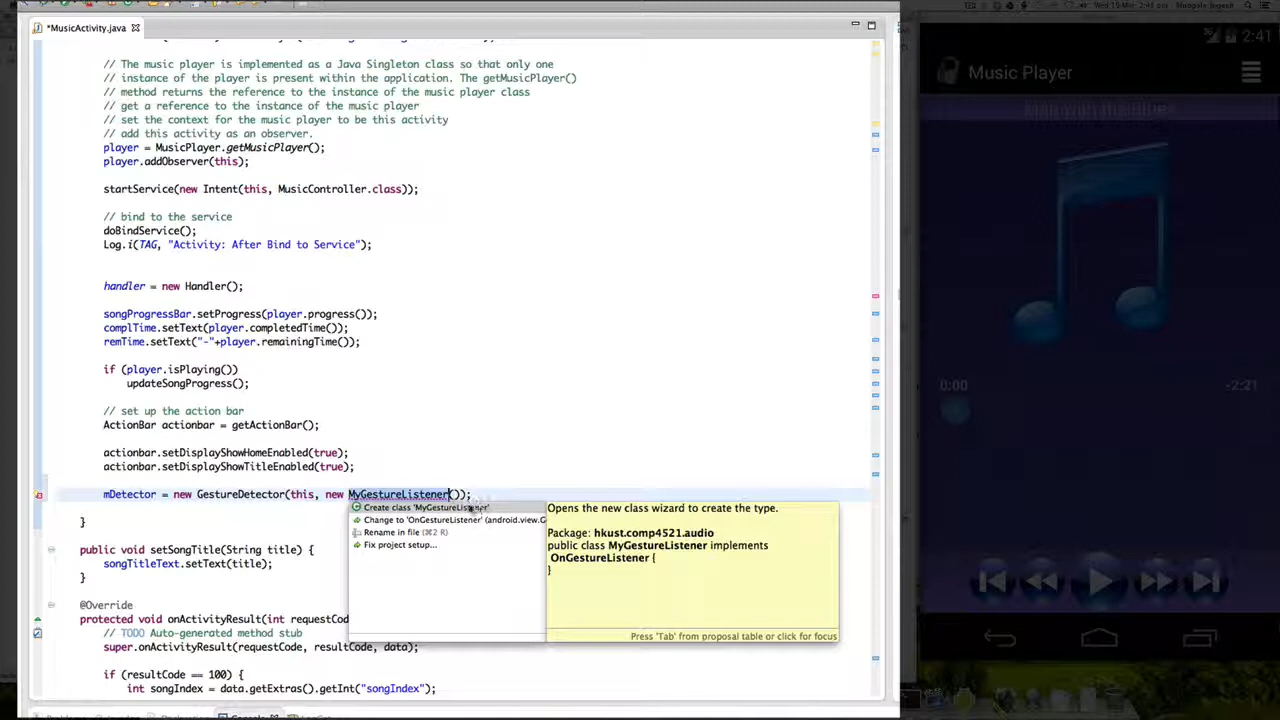 *MusicActivity.java
// The music player is implemented as a Java Singleton class so that only one
// instance of the player is present within the application. The getMusicPlayer()
// method returns the reference to the instance of the music player class
// get a reference to the instance of the music player
// set the context for the music player to be this activity
// add this activity as an observer.
player = MusicPlayer.getMusicPlayer();
player.addObserver(this);
startService(new Intent(this, MusicController.class));
// bind to the service
doBindService();
Log.i(TAG, "Activity: After Bind to Service");
handler = new Handler();
songProgressBar.setProgress(player.progress());
complTime.setText(player.completedTime());
remTime.setText("-"+player.remainingTime());
if (player.isPlaying())
updateSongProgress();
// set up the action bar
ActionBar actionbar = getActionBar();
actionbar.setDisplayShowHomeEnabled(true);
actionbar.setDisplayShowTitleEnabled(true);
mDetector = new GestureDetector(this, new MyGestureListener());
}
public void setSongTitle(String title) {
songTitleText.setText(title);
}
@Override
protected void onActivityResult(int requestCod
// TODO Auto-generated method stub
super.onActivityResult(requestCode, resultCode, data);
if (resultCode == 100) {
int songIndex = data.getExtras().getInt("songIndex");
Create class 'MyGestureListener'
Change to 'OnGestureListener' (android.view.G
Rename in file (⌘2 R)
Fix project setup...
Opens the new class wizard to create the type.
Package: hkust.comp4521.audio
public class MyGestureListener implements
OnGestureListener {
}
Press 'Tab' from proposal table or click for focus
2:41
Music Player
0:00
-2:21
Console